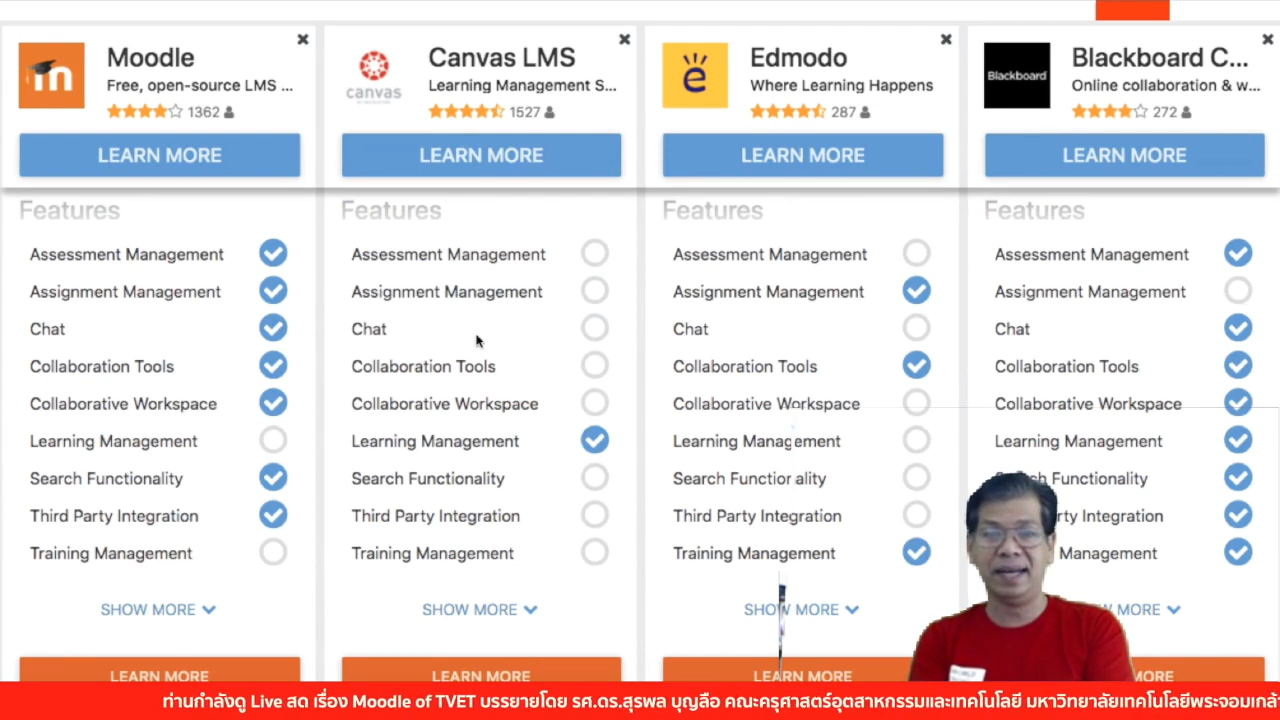 Moodle
Free, open-source LMS ...
1362
LEARN MORE
Features
Assessment Management
Assignment Management
Chat
Collaboration Tools
Collaborative Workspace
Learning Management
Search Functionality
Third Party Integration
Training Management
SHOW MORE
LEARN MORE
canvas
Canvas LMS
Learning Management S...
1527
LEARN MORE
Features
Assessment Management
Assignment Management
Chat
Collaboration Tools
Collaborative Workspace
Learning Management
Search Functionality
Third Party Integration
Training Management
SHOW MORE
LEARN MORE
Edmodo
Where Learning Happens
287
LEARN MORE
Features
Assessment Management
Assignment Management
Chat
Collaboration Tools
Collaborative Workspace
Learning Management
Search Functionality
Third Party Integration
Training Management
SHOW MORE
LEARN MORE
Blackboard
Blackboard C...
Online collaboration & w...
272
LEARN MORE
Features
Assessment Management
Assignment Management
Chat
Collaboration Tools
Collaborative Workspace
Learning Management
Functionality
Integration
Management
MORE
MORE
ท่านกำลังดู Live สด เรื่อง Moodle of TVET บรรยายโดย รศ.ดร.สุรพล บุญลือ คณะครุศาสตร์อุตสาหกรรมและเทคโนโลยี มหาวิทยาลัยเทคโนโลยีพระจอมเกล้